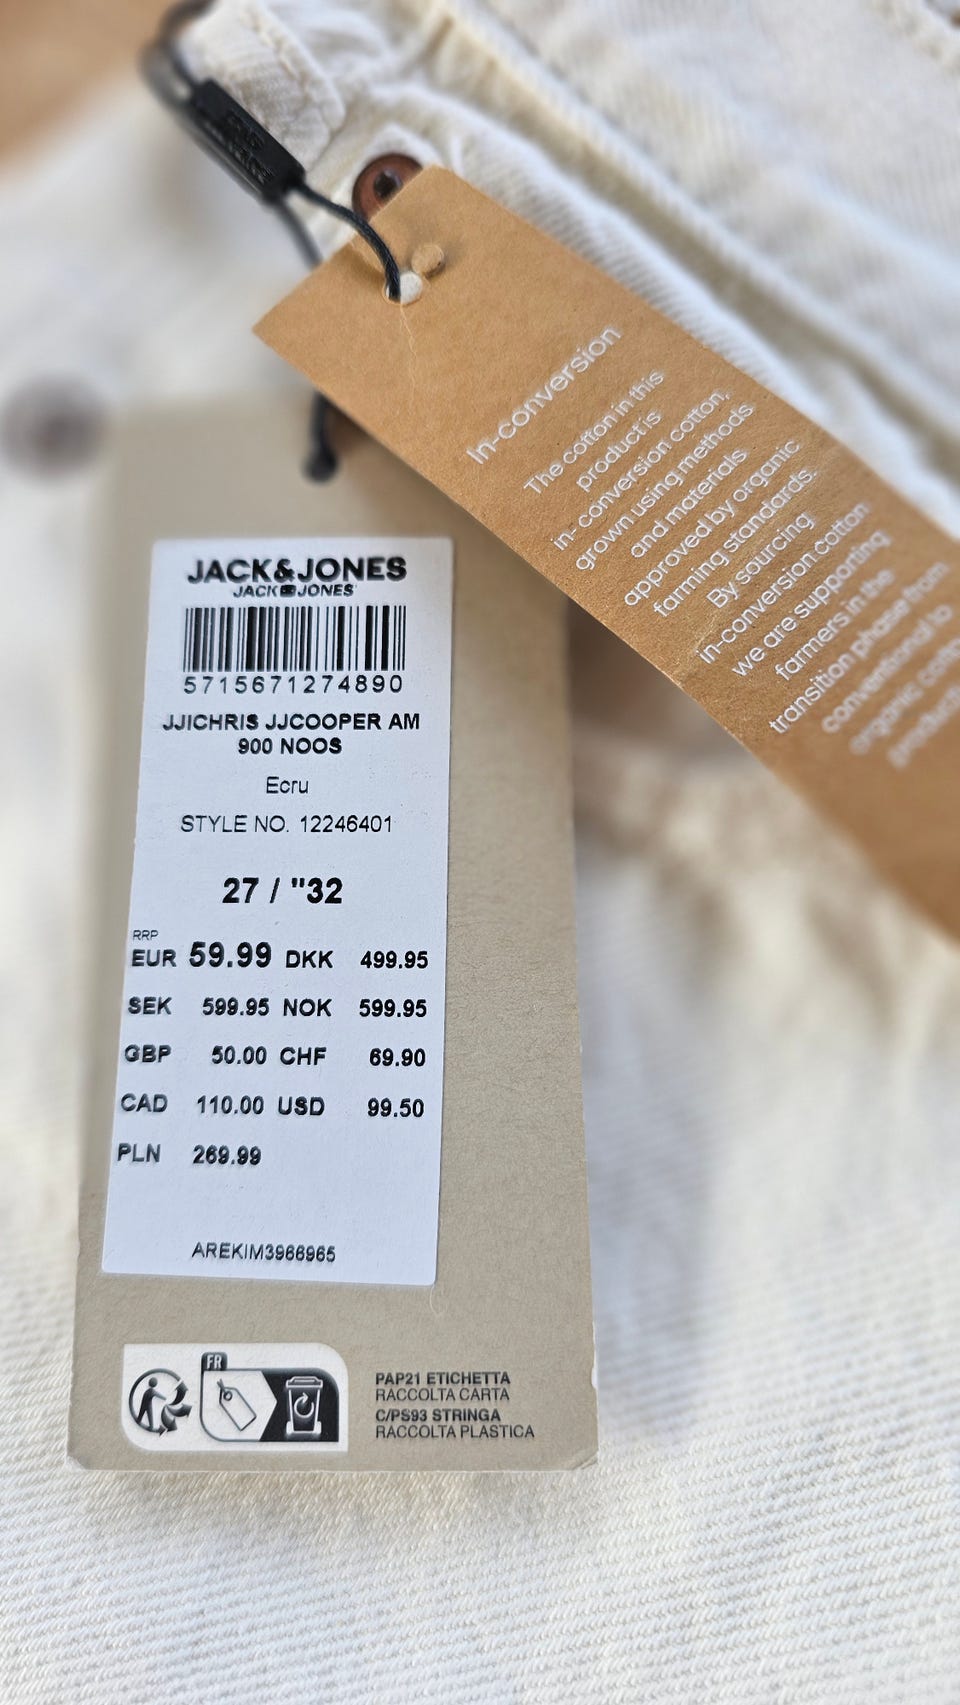 JACK&JONES
JACK JONES
5715671274890
JJICHRIS JJCOOPER AM
900 NOOS
Ecru
STYLE NO. 12246401
27 / "32
RRP
EUR 59.99 DKK 499.95
SEK 599.95 NOK 599.95
GBP 50.00 CHF 69.90
CAD 110.00 USD 99.50
PLN 269.99
AREKIM3966965
FR
PAP21 ETICHETTA
RACCOLTA CARTA
C/PS93 STRINGA
RACCOLTA PLASTICA
In-conversion
The cotton in this
product is
in-conversion cotton,
grown using methods
and materials
approved by organic
farming standards.
By sourcing
in-conversion cotton
we are supporting
farmers in the
transition phase from
conventional to
organic